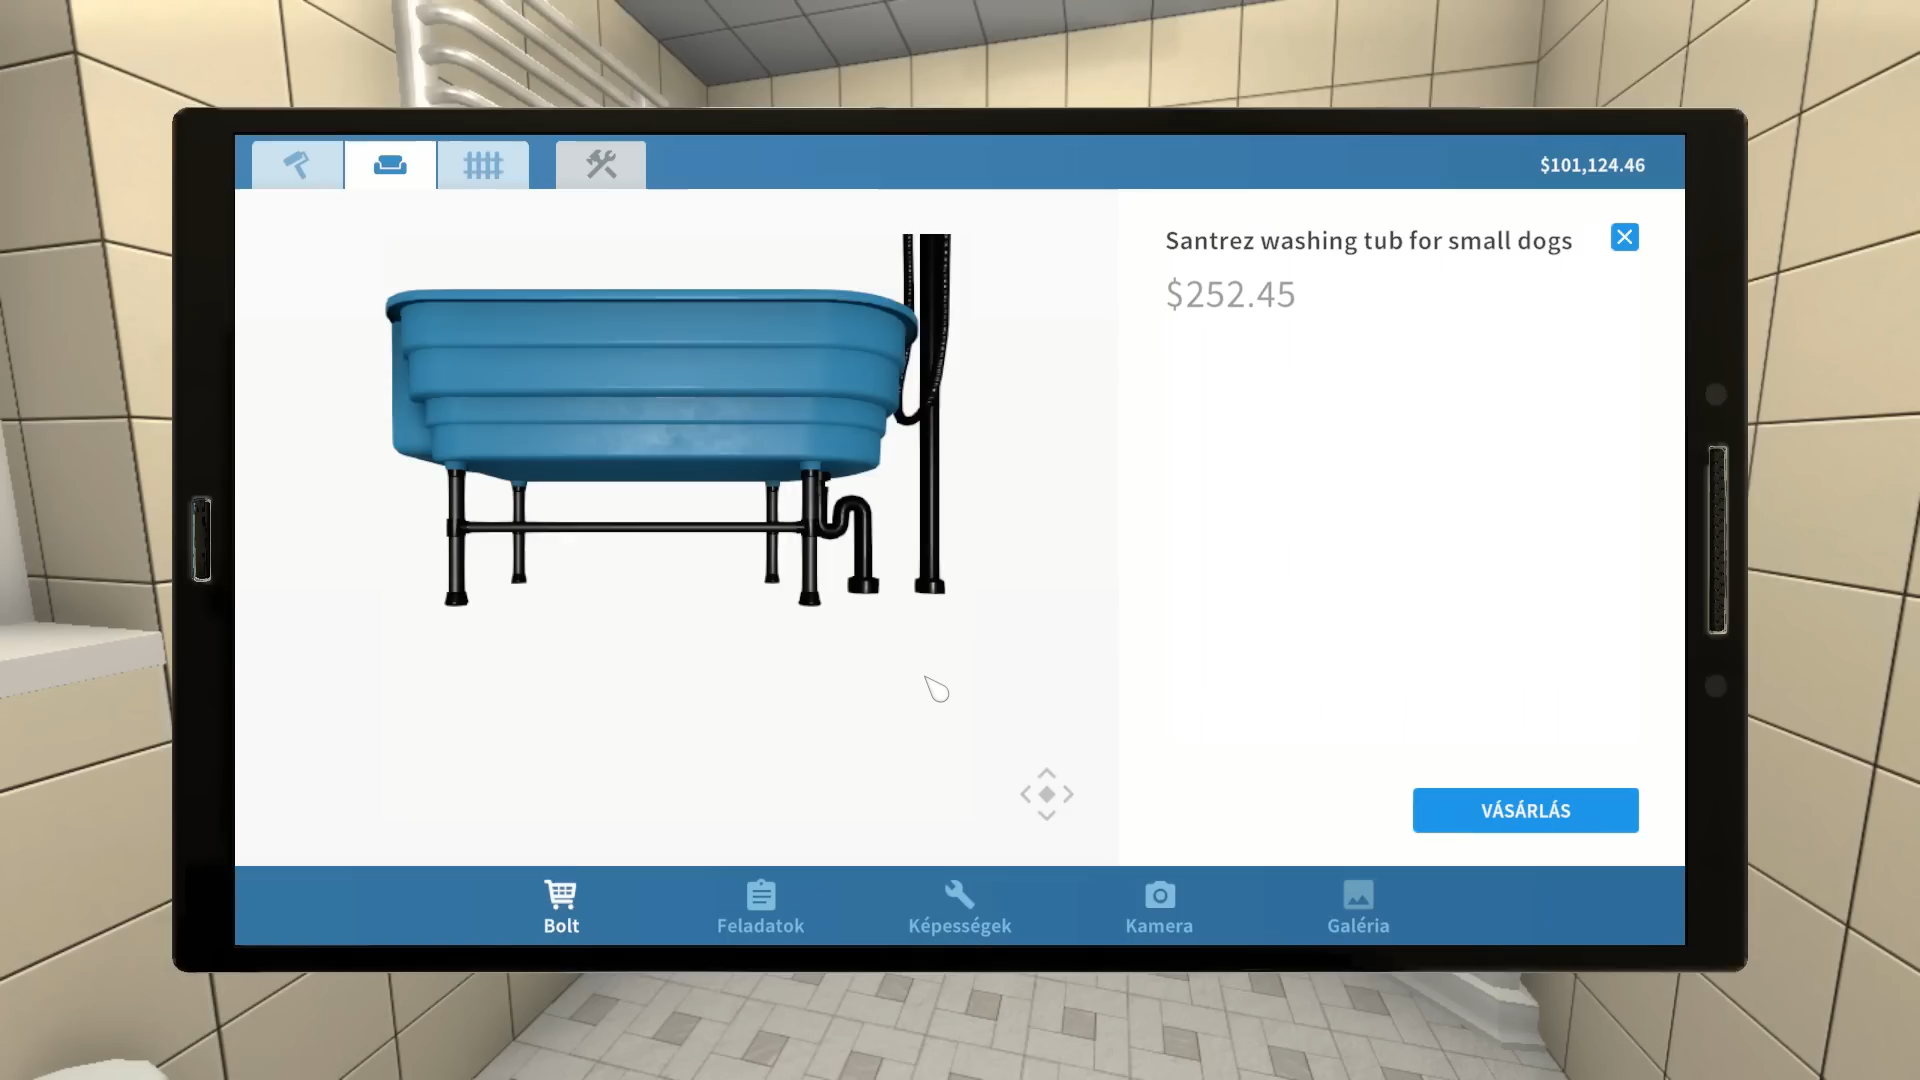 $101,124.46
Santrez washing tub for small dogs
$252.45
VÁSÁRLÁS
Bolt
Feladatok
Képességek
Kamera
Galéria